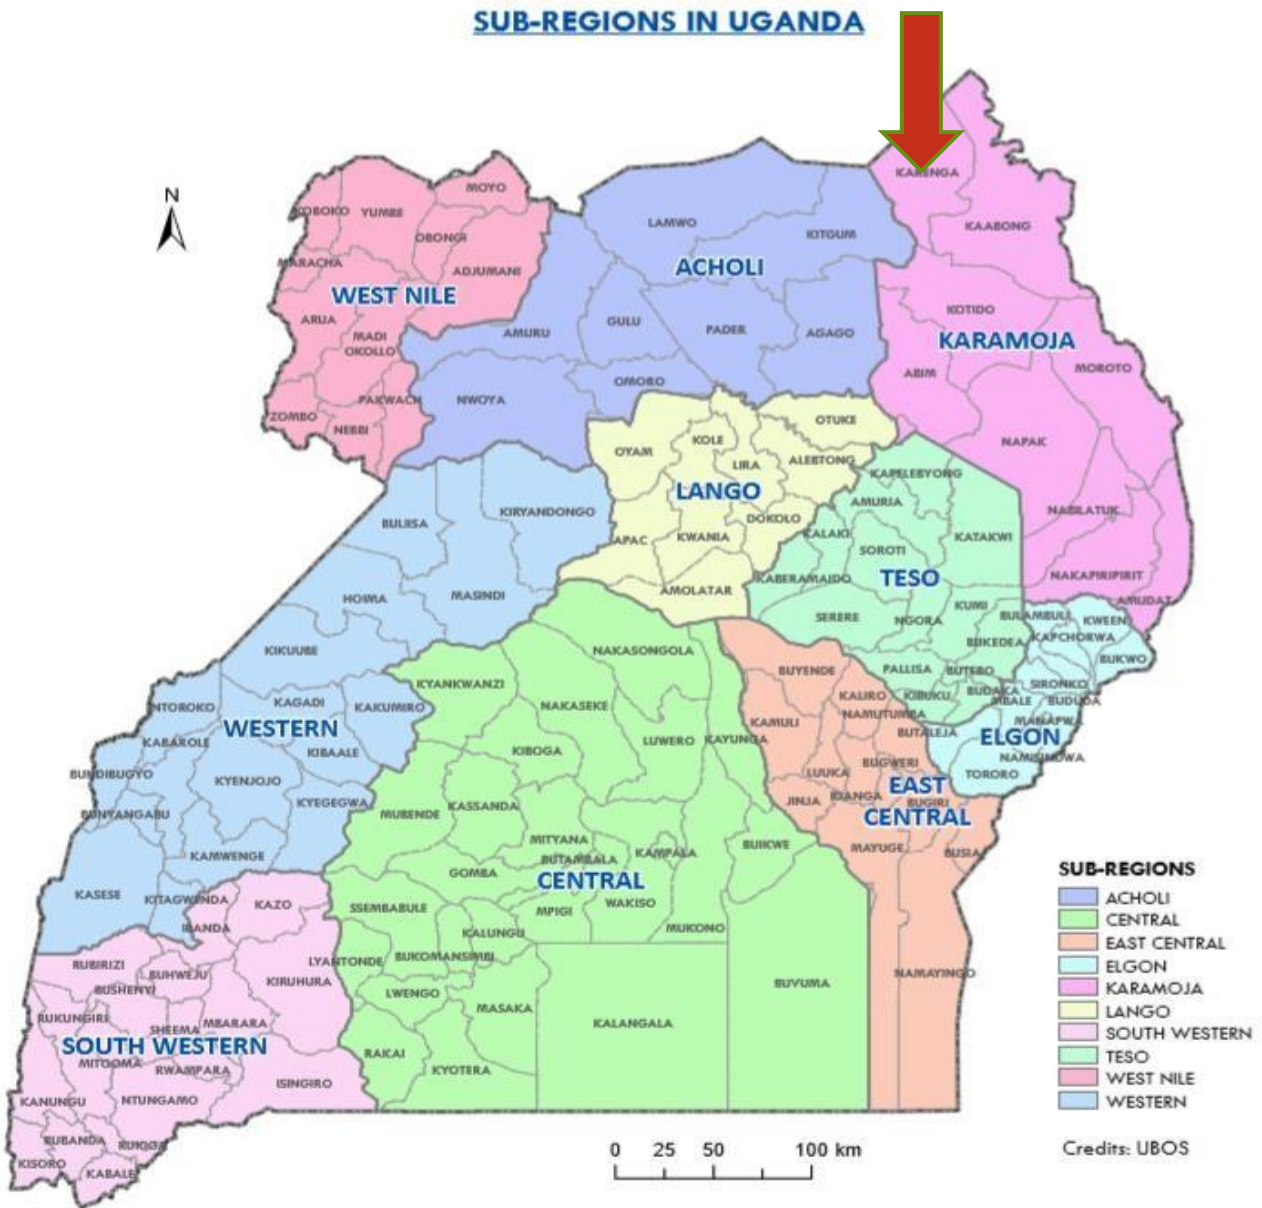 SUB-REGIONS IN UGANDA
N
MOYO
KOBOKO
YUMBE
OBONGI
MARACHA
ADJUMANI
WEST NILE
ARUA
MADI
OKOLLO
PAKWACH
ZOMBO
NEBBI
LAMWO
KITGUM
ACHOLI
AMURU
GULU
PADER
AGAGO
OMORO
NWOYA
KARENGA
KAABONG
KOTIDO
KARAMOJA
ABIM
MOROTO
NAPAK
NABILATUK
NAKAPIRIPIRIT
AMUDAT
OTUKE
OYAM
KOLE
LIRA
ALEBTONG
LANGO
DOKOLO
APAC
KWANIA
AMOLATAR
KAPELEBYONG
AMURIA
KALAKI
SOROTI
KATAKWI
KABERAMAIDO
TESO
SERERE
NGORA
KUMI
BUKEDEA
PALLISA
BUTEBO
KIBUKU
BUDAKA
BUTALEJA
BULAMBULI
KWEEN
KAPCHORWA
BUKWO
SIRONKO
MBALE
BUDUDA
MANAFWA
ELGON
NAMISINDWA
TORORO
BULIISA
KIRYANDONGO
HOIMA
MASINDI
KIKUUBE
NTOROKO
KAGADI
KAKUMIRO
WESTERN
KABAROLE
KIBAALE
BUNDIBUGYO
KYENJOJO
BUNYANGABU
KYEGEGWA
KAMWENGE
KASESE
KITAGWENDA
NAKASONGOLA
KYANKWANZI
NAKASEKE
KIBOGA
LUWERO
KAYUNGA
MUBENDE
KASSANDA
MITYANA
BUTAMBALA
KAMPALA
BUIKWE
GOMBA
CENTRAL
SSEMBABULE
MPIGI
WAKISO
KALUNGU
MUKONO
LYANTONDE
BUKOMANSIMBI
LWENGO
MASAKA
KALANGALA
BUVUMA
RAKAI
KYOTERA
BUYENDE
KALIRO
KAMULI
NAMUTUMBA
BUGWERI
LUUKA
JINJA
IGANGA
EAST
CENTRAL
BUGIRI
MAYUGE
BUSIA
NAMAYINGO
KAZO
IBANDA
RUBIRIZI
BUHWEJU
KIRUHURA
BUSHENYI
RUKUNGIRI
SHEEMA
MBARARA
SOUTH WESTERN
MITOOMA
RWAMPARA
ISINGIRO
KANUNGU
NTUNGAMO
RUBANDA
RUKIGA
KISORO
KABALE
SUB-REGIONS
ACHOLI
CENTRAL
EAST CENTRAL
ELGON
KARAMOJA
LANGO
SOUTH WESTERN
TESO
WEST NILE
WESTERN
0 25 50 100 km
Credits: UBOS